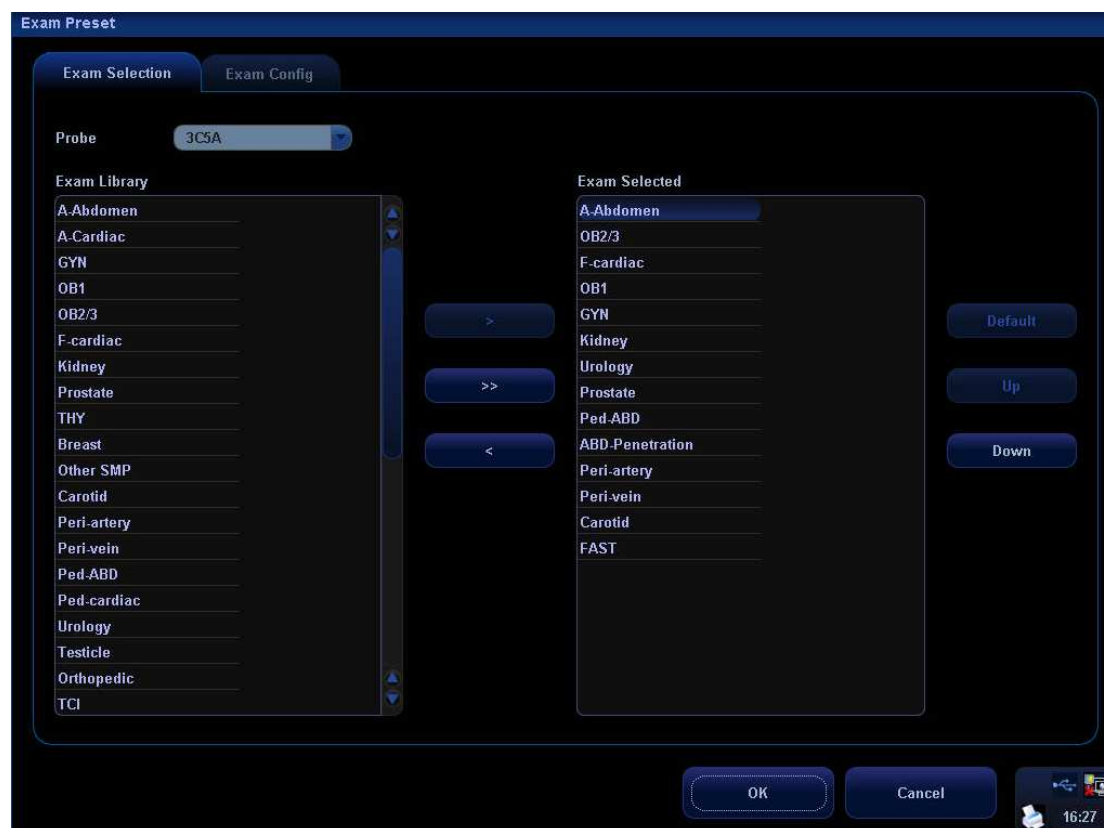 Exam Preset
Exam Selection
Exam Config
Probe
3C5A
Exam Library
A-Abdomen
A-Cardiac
GYN
OB1
OB2/3
F-cardiac
Kidney
Prostate
THY
Breast
Other SMP
Carotid
Peri-artery
Peri-vein
Ped-ABD
Ped-cardiac
Urology
Testicle
Orthopedic
TCI
>
>>
<
Exam Selected
A-Abdomen
OB2/3
F-cardiac
OB1
GYN
Kidney
Urology
Prostate
Ped-ABD
ABD-Penetration
Peri-artery
Peri-vein
Carotid
FAST
Default
Up
Down
OK
Cancel
16:27